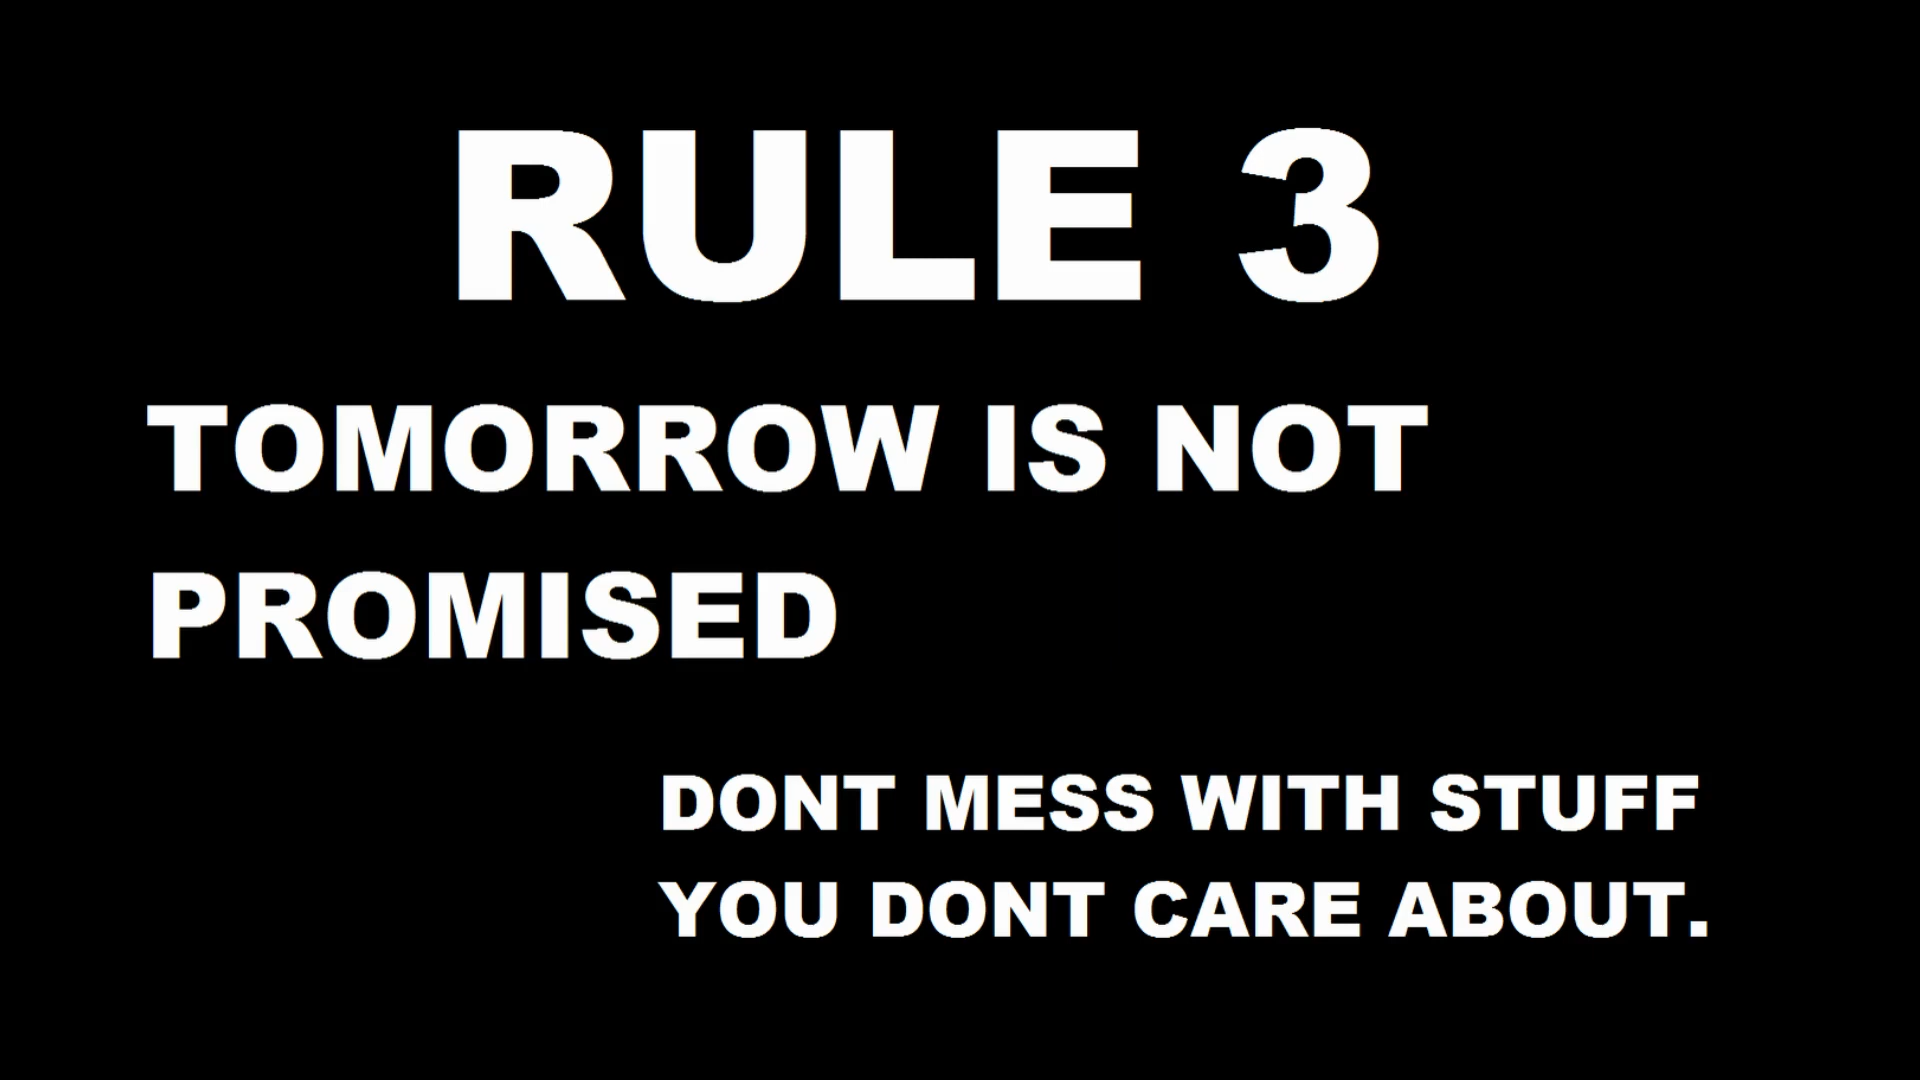 RULE 3
TOMORROW IS NOT
PROMISED
DONT MESS WITH STUFF
YOU DONT CARE ABOUT.